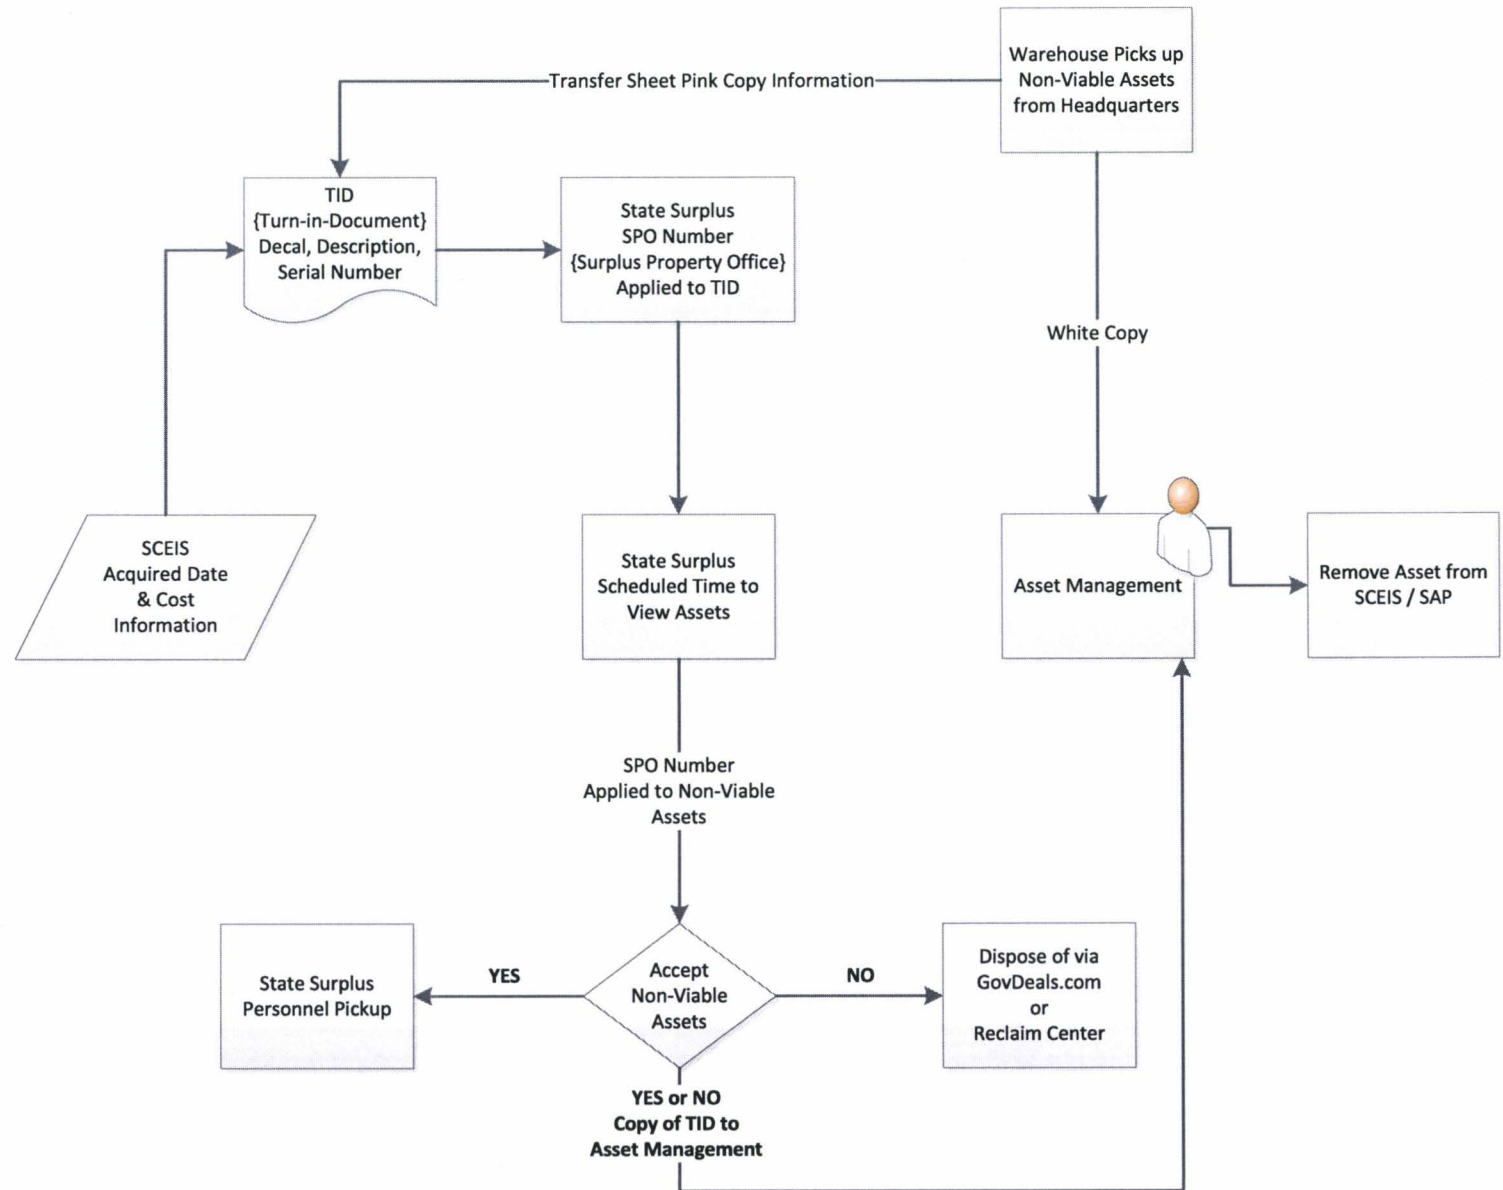 Warehouse Picks up
Non-Viable Assets
from Headquarters
Transfer Sheet Pink Copy Information
TID
{Turn-in-Document}
Decal, Description,
Serial Number
State Surplus
SPO Number
{Surplus Property Office}
Applied to TID
White Copy
SCEIS
Acquired Date
& Cost
Information
State Surplus
Scheduled Time to
View Assets
Asset Management
Remove Asset from
SCEIS / SAP
SPO Number
Applied to Non-Viable
Assets
State Surplus
Personnel Pickup
YES
Accept
Non-Viable
Assets
NO
Dispose of via
GovDeals.com
or
Reclaim Center
YES or NO
Copy of TID to
Asset Management